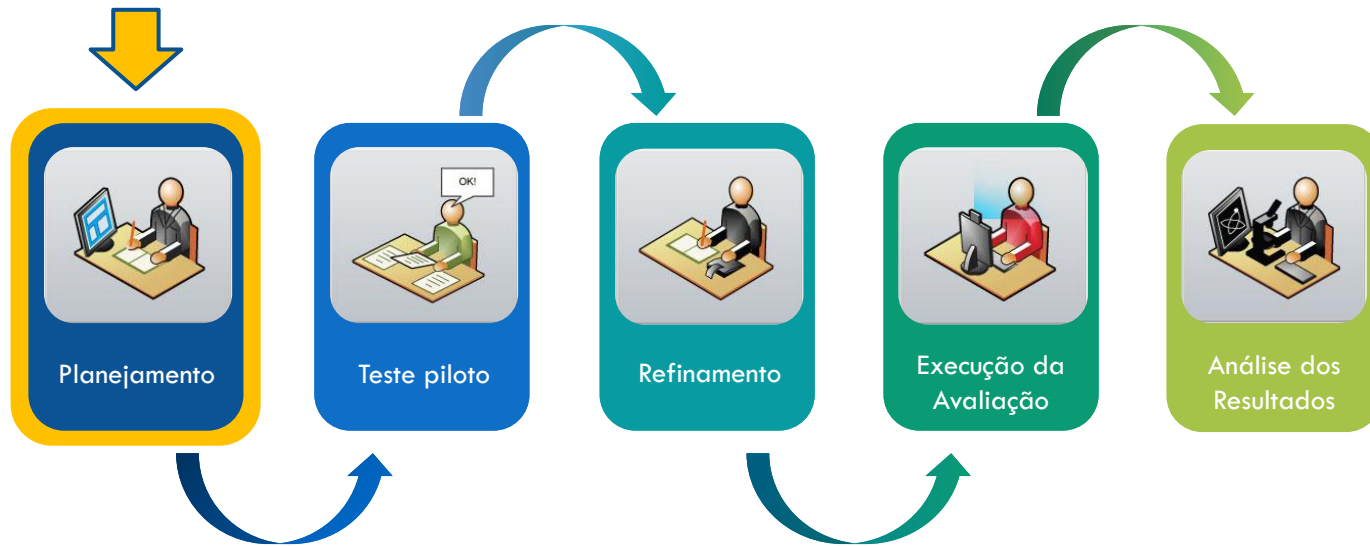 OK!
Planejamento
Teste piloto
Refinamento
Execução da
Avaliação
Análise dos
Resultados